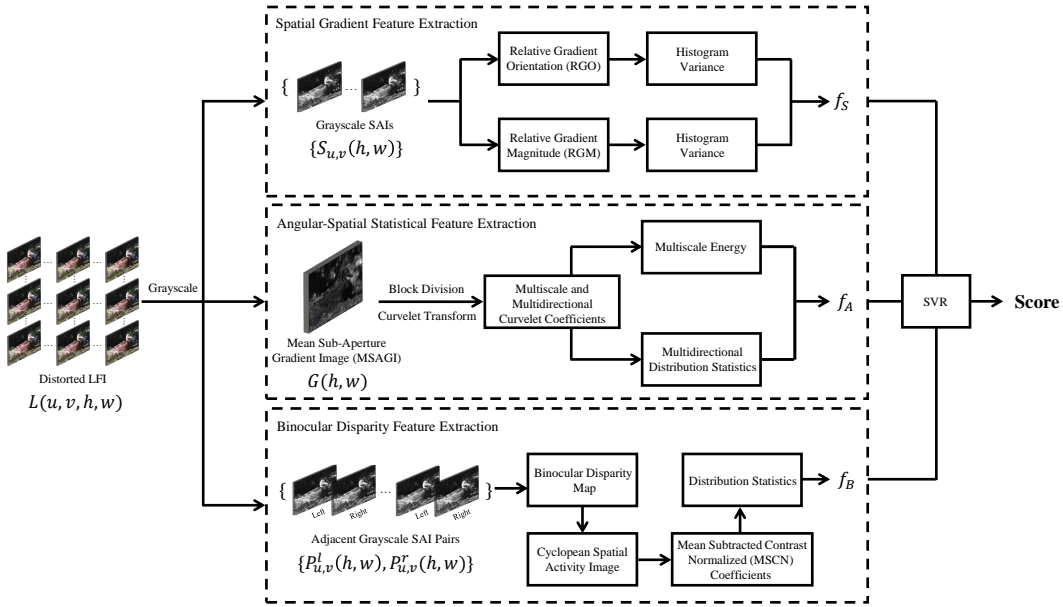 Spatial Gradient Feature Extraction
{ ... }
Grayscale SAIs
{S_{u,v}(h, w)}
Relative Gradient
Orientation (RGO)
Histogram
Variance
Relative Gradient
Magnitude (RGM)
Histogram
Variance
f_S
Distorted LFI
L(u, v, h, w)
Grayscale
Angular-Spatial Statistical Feature Extraction
Mean Sub-Aperture
Gradient Image (MSAGI)
G(h, w)
Block Division
Curvelet Transform
Multiscale and
Multidirectional
Curvelet Coefficients
Multiscale Energy
Multidirectional
Distribution Statistics
f_A
SVR
Score
Binocular Disparity Feature Extraction
{ ... }
Left
Right
Left
Right
Adjacent Grayscale SAI Pairs
{P^l_{u,v}(h, w), P^r_{u,v}(h, w)}
Binocular Disparity
Map
Cyclopean Spatial
Activity Image
Mean Subtracted Contrast
Normalized (MSCN)
Coefficients
Distribution Statistics
f_B